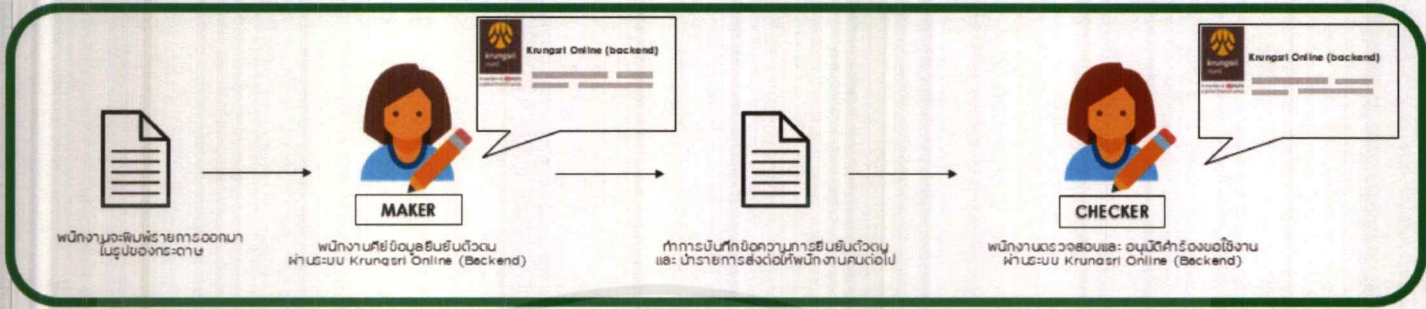 krungsri
Krungsri Online (backend)
krungsri
Krungsri Online (backend)
MAKER
CHECKER
พนักงานจะพิมพ์รายการออกมา
ในรูปของกระดาษ
พนักงานคีย์ข้อมูลยืนยันตัวตน
ผ่านระบบ Krungsri Online (Backend)
ทำการบันทึกข้อความการยืนยันตัวตน
และ นำรายการส่งต่อให้พนักงานคนต่อไป
พนักงานตรวจสอบและ อนุมัติคำร้องขอใช้งาน
ผ่านระบบ Krungsri Online (Backend)